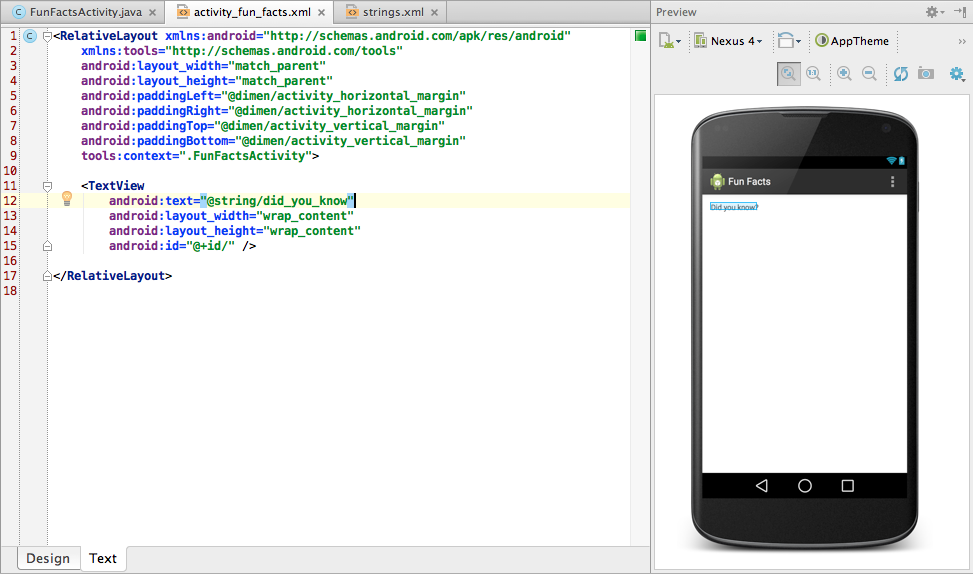 FunFactsActivity.java
activity_fun_facts.xml
strings.xml
1 <RelativeLayout xmlns:android="http://schemas.android.com/apk/res/android"
2 xmlns:tools="http://schemas.android.com/tools"
3 android:layout_width="match_parent"
4 android:layout_height="match_parent"
5 android:paddingLeft="@dimen/activity_horizontal_margin"
6 android:paddingRight="@dimen/activity_horizontal_margin"
7 android:paddingTop="@dimen/activity_vertical_margin"
8 android:paddingBottom="@dimen/activity_vertical_margin"
9 tools:context=".FunFactsActivity">
10
11 <TextView
12 android:text="@string/did_you_know"
13 android:layout_width="wrap_content"
14 android:layout_height="wrap_content"
15 android:id="@+id/" />
16
17 </RelativeLayout>
18
Design
Text
Preview
Nexus 4
AppTheme
1:1
Fun Facts
Did you know?